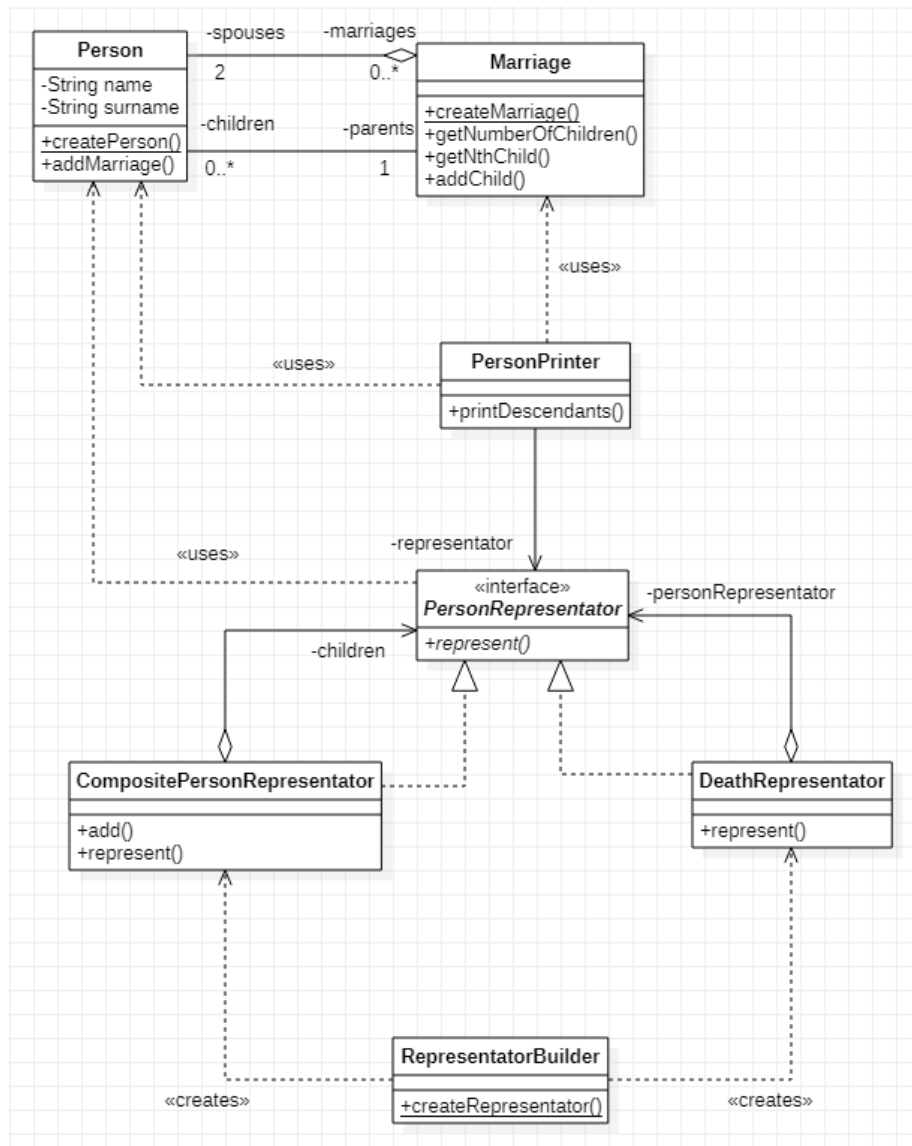 Person
-String name
-String surname
+createPerson()
+addMarriage()
-spouses
-marriages
2
0..*
-children
-parents
0..*
1
Marriage
+createMarriage()
+getNumberOfChildren()
+getNthChild()
+addChild()
«uses»
PersonPrinter
+printDescendants()
«uses»
-representator
«uses»
«interface»
PersonRepresentator
+represent()
-personRepresentator
-children
CompositePersonRepresentator
+add()
+represent()
DeathRepresentator
+represent()
RepresentatorBuilder
+createRepresentator()
«creates»
«creates»